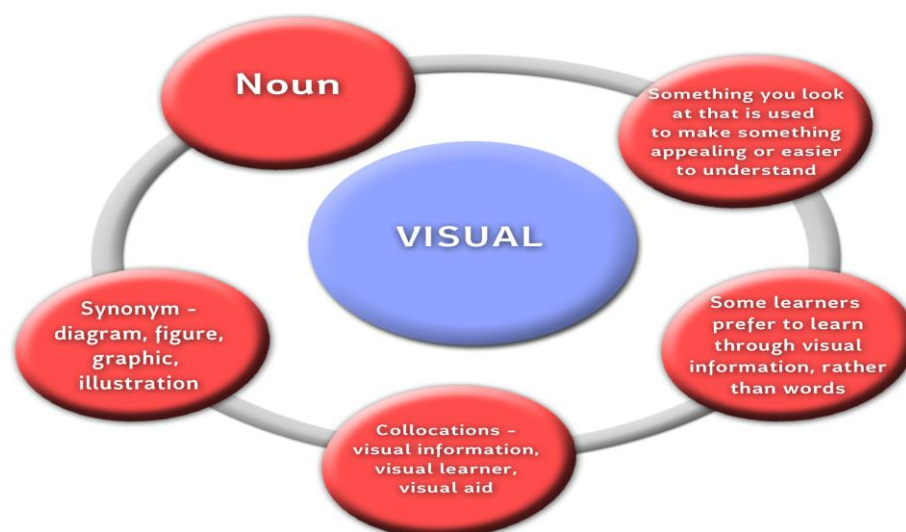 Noun
Something you look
at that is used
to make something
appealing or easier
to understand
VISUAL
Some learners
prefer to learn
through visual
information, rather
than words
Collocations -
visual information,
visual learner,
visual aid
Synonym -
diagram, figure,
graphic,
illustration